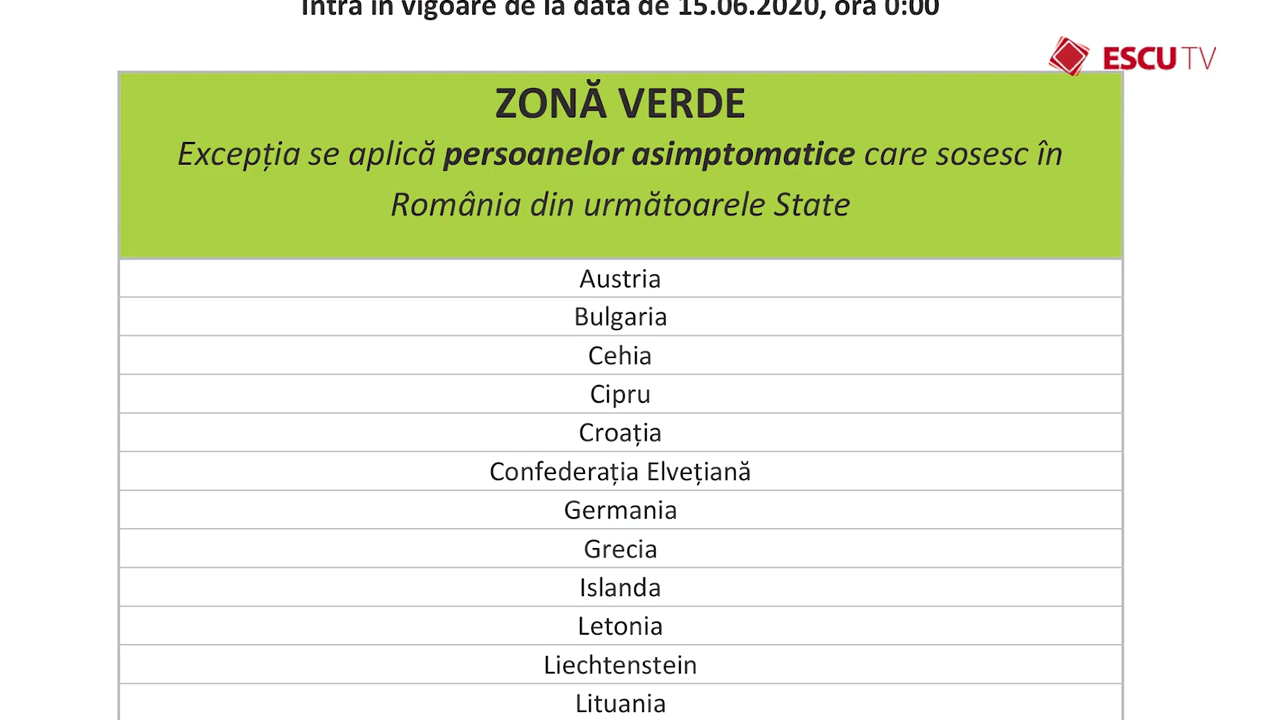 Intră în vigoare de la data de 15.06.2020, ora 0:00
ESCU TV
ZONĂ VERDE
Excepția se aplică persoanelor asimptomatice care sosesc în
România din următoarele State
Austria
Bulgaria
Cehia
Cipru
Croația
Confederația Elvețiană
Germania
Grecia
Islanda
Letonia
Liechtenstein
Lituania